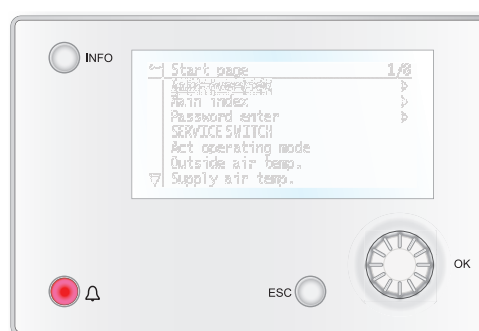 INFO
Start page 1/8
Main index
Password enter
SERVICE SWITCH
Act operating mode
Outside air temp.
Supply air temp.
OK
ESC